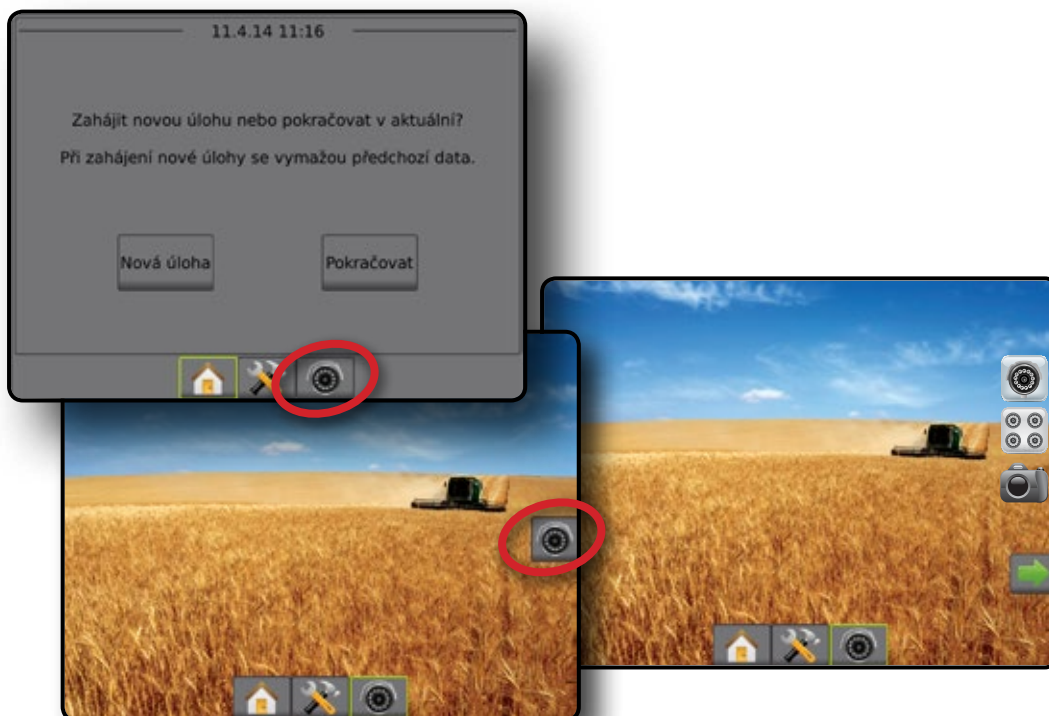 11.4.14 11:16
Zahájit novou úlohu nebo pokračovat v aktuální?
Při zahájení nové úlohy se vymažou předchozí data.
Nová úloha
Pokračovat